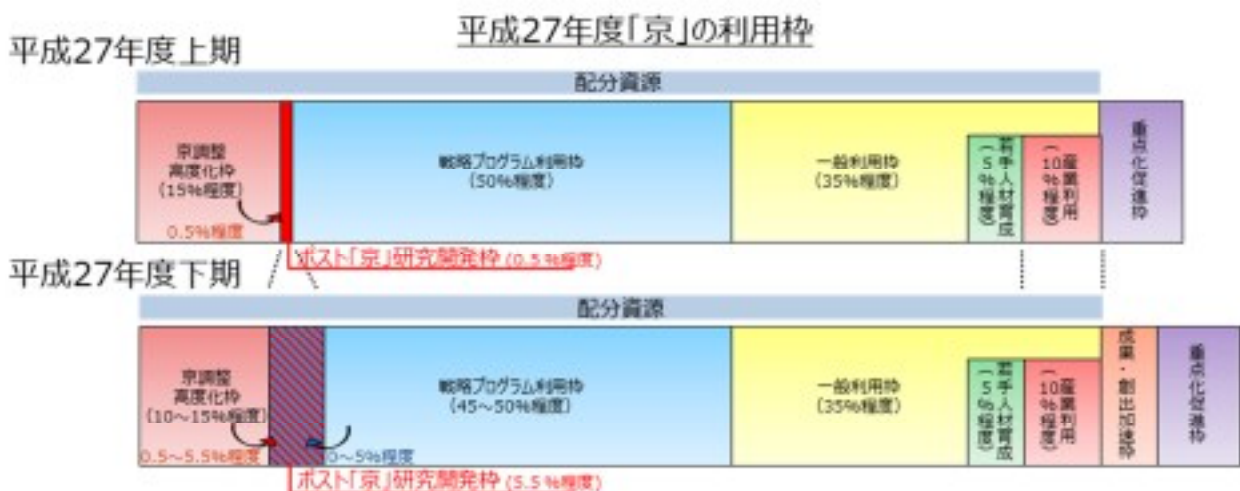 平成27年度「京」の利用枠
平成27年度上期
配分資源
京調整
高度化枠
(15%程度)
0.5%程度
戦略プログラム利用枠
(50%程度)
一般利用枠
(35%程度)
若手人材育成
(5%程度)
産業利用
(10%程度)
重点化促進枠
ポスト「京」研究開発枠 (0.5%程度)
平成27年度下期
配分資源
京調整
高度化枠
(10～15%程度)
0.5～5.5%程度
0～5%程度
戦略プログラム利用枠
(45～50%程度)
一般利用枠
(35%程度)
若手人材育成
(5%程度)
産業利用
(10%程度)
成果・創出加速枠
重点化促進枠
ポスト「京」研究開発枠 (5.5%程度)